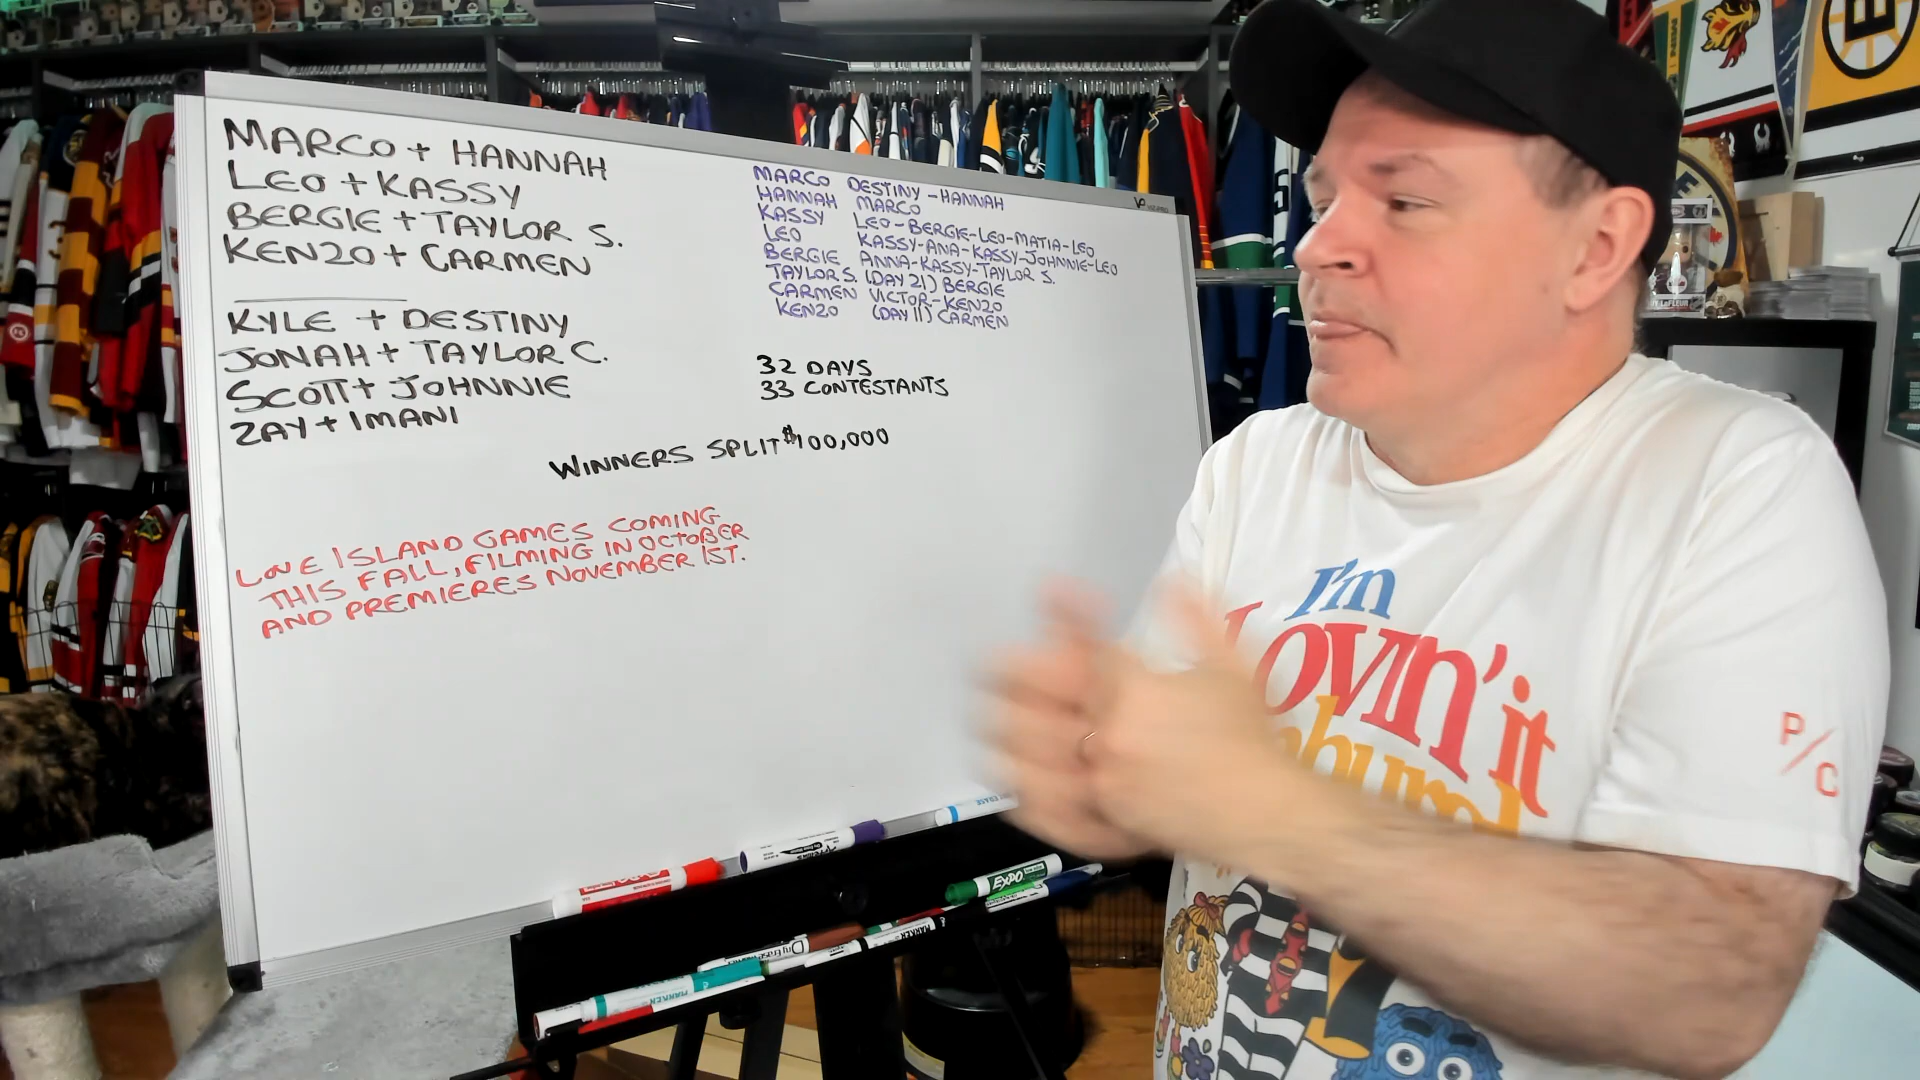 MARCO + HANNAH
LEO + KASSY
BERGIE + TAYLOR S.
KENZO + CARMEN
KYLE + DESTINY
JONAH + TAYLOR C.
SCOTT + JOHNNIE
ZAY + IMANI
MARCO DESTINY - HANNAH
HANNAH MARCO
KASSY LEO - BERGIE - LEO - MATIA - LEO
LEO KASSY - ANA - KASSY - JOHNNIE - LEO
BERGIE ANNA - KASSY - TAYLOR S.
TAYLOR S. (DAY 21) BERGIE
CARMEN VICTOR - KENZO
KENZO (DAY 11) CARMEN
32 DAYS
33 CONTESTANTS
WINNERS SPLIT $100,000
LOVE ISLAND GAMES COMING
THIS FALL, FILMING IN OCTOBER
AND PREMIERES NOVEMBER 1ST.
I'm
Lovin' it
P/C
EXPO
MARKER
MARKER